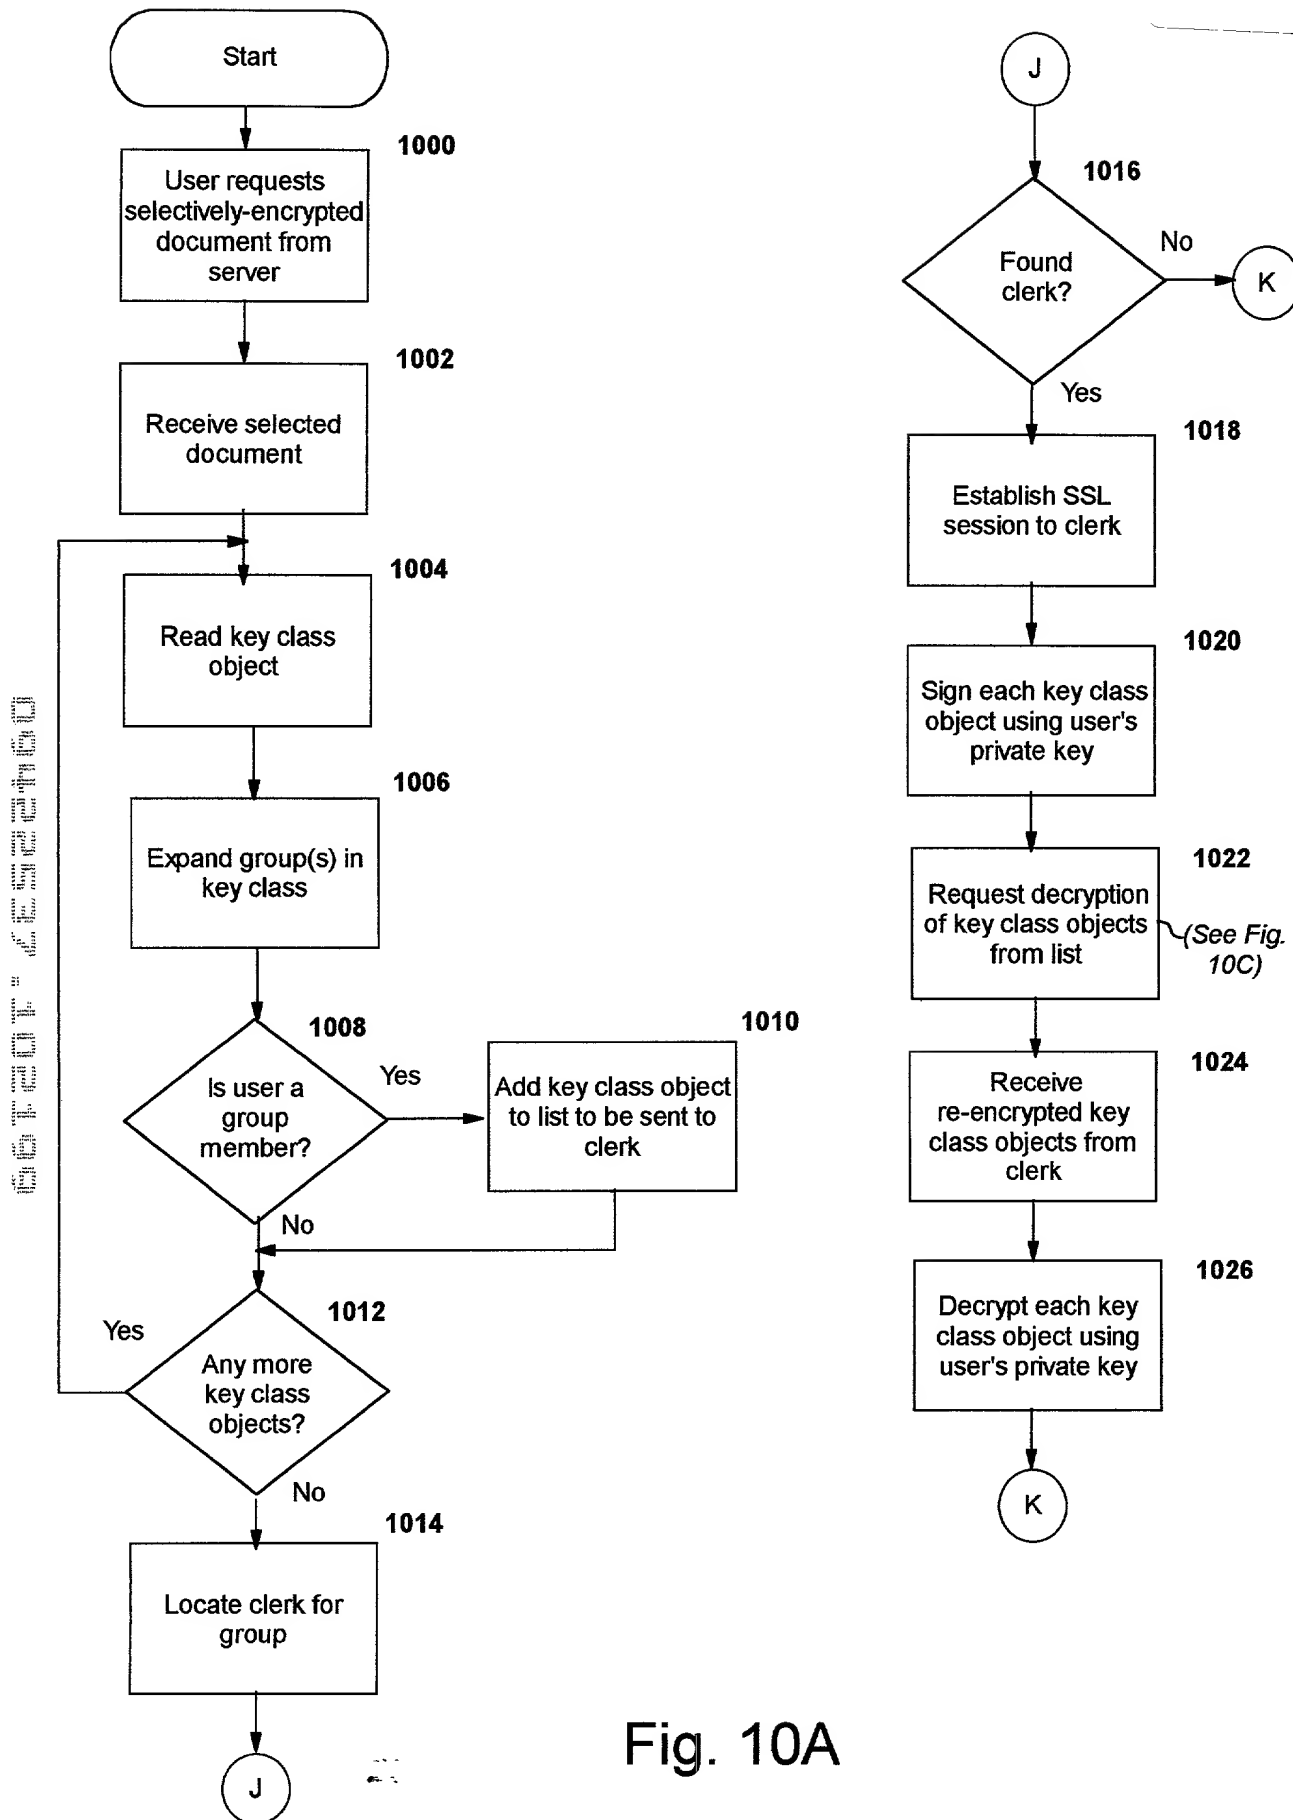 Start
1000
User requests
selectively-encrypted
document from
server
1002
Receive selected
document
1004
Read key class
object
1006
Expand group(s) in
key class
1008
Is user a
group
member?
Yes
1010
Add key class object
to list to be sent to
clerk
No
1012
Yes
Any more
key class
objects?
No
1014
Locate clerk for
group
J
J
1016
Found
clerk?
No
K
Yes
1018
Establish SSL
session to clerk
1020
Sign each key class
object using user's
private key
1022
Request decryption
of key class objects
from list
(See Fig.
10C)
1024
Receive
re-encrypted key
class objects from
clerk
1026
Decrypt each key
class object using
user's private key
K
Fig. 10A